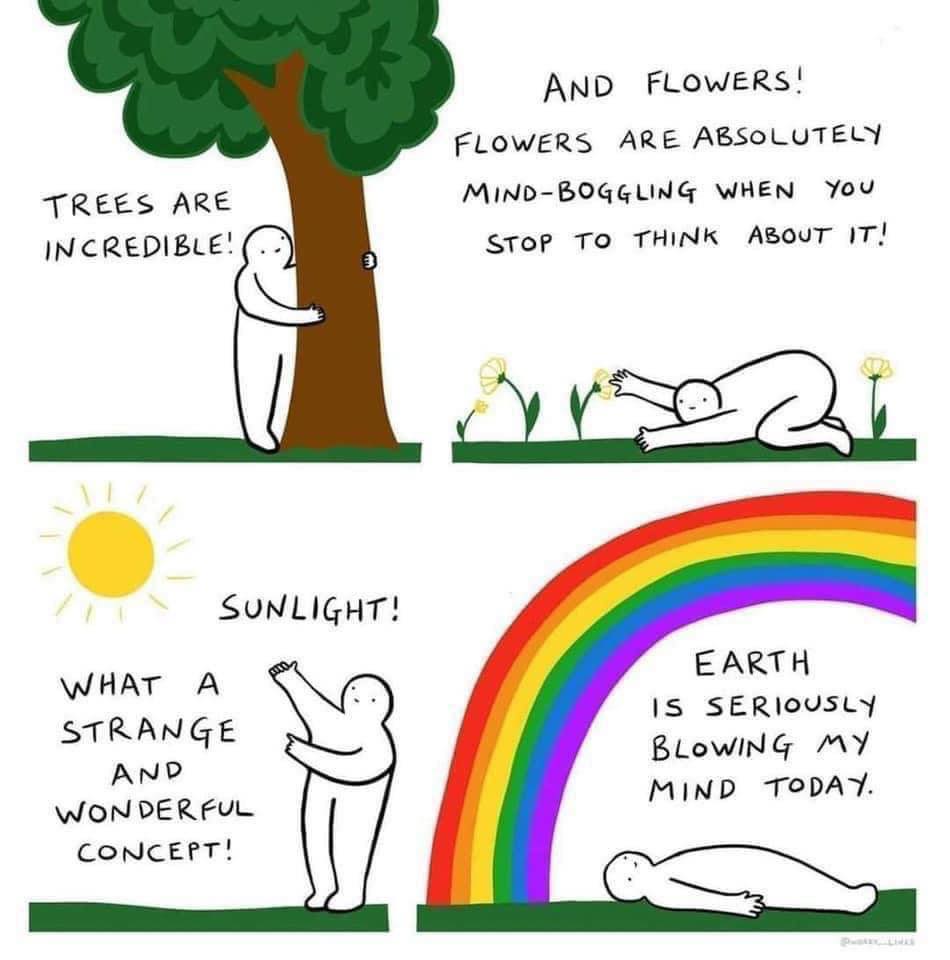 TREES ARE
INCREDIBLE!
AND FLOWERS!
FLOWERS ARE ABSOLUTELY
MIND-BOGGLING WHEN YOU
STOP TO THINK ABOUT IT!
SUNLIGHT!
WHAT A
STRANGE
AND
WONDERFUL
CONCEPT!
EARTH
IS SERIOUSLY
BLOWING MY
MIND TODAY.